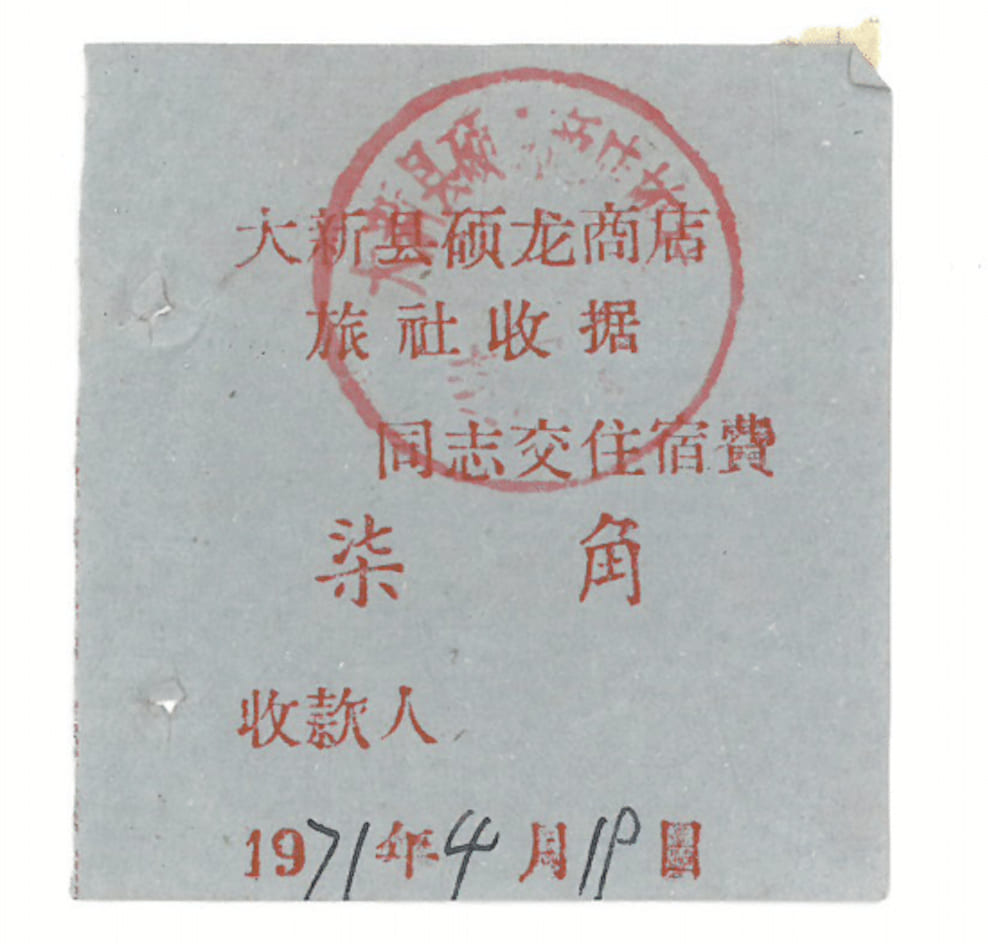 大新县硕龙商店
旅社收据
同志交住宿費
柒 角
收款人
1971年4月19日